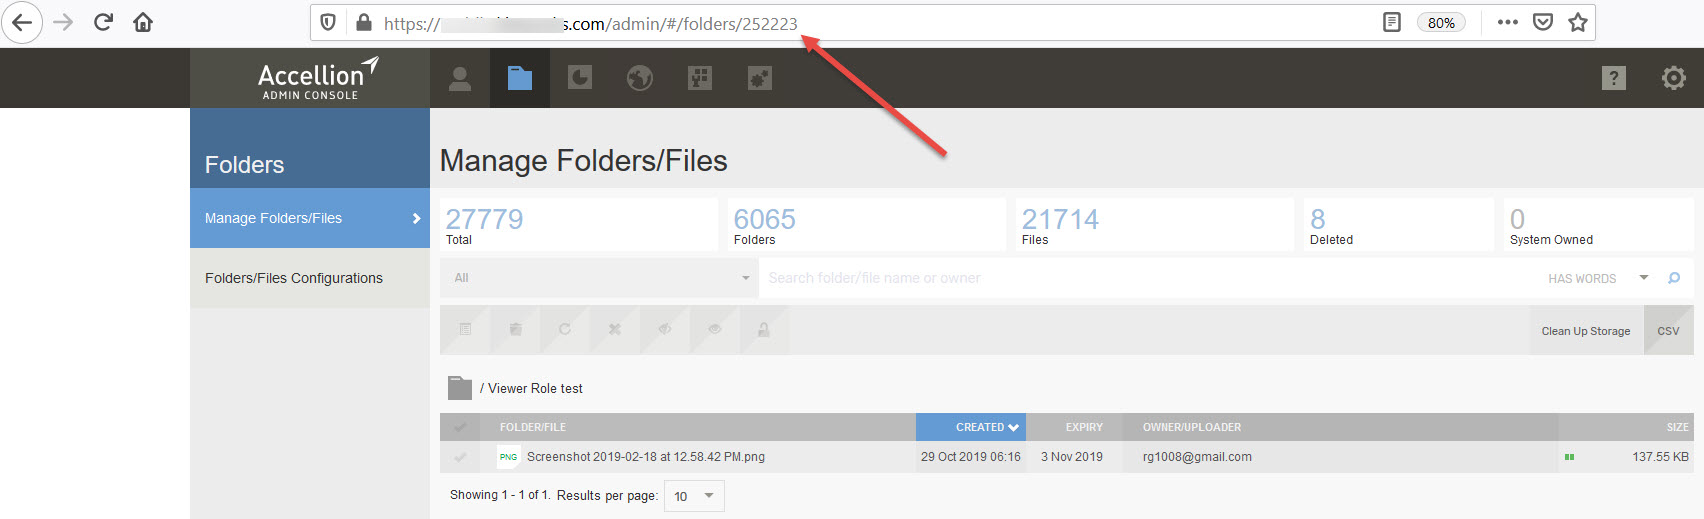 https:// s.com/admin/#/folders/252223
80%
Accellion
ADMIN CONSOLE
?
Folders
Manage Folders/Files
Folders/Files Configurations
Manage Folders/Files
27779 6065 21714 8 0
Total Folders Files Deleted System Owned
All Search folder/file name or owner HAS WORDS
Clean Up Storage CSV
/ Viewer Role test
FOLDER/FILE CREATED EXPIRY OWNER/UPLOADER SIZE
PNG Screenshot 2019-02-18 at 12.58.42 PM.png 29 Oct 2019 06:16 3 Nov 2019 rg1008@gmail.com 137.55 KB
Showing 1 - 1 of 1. Results per page: 10